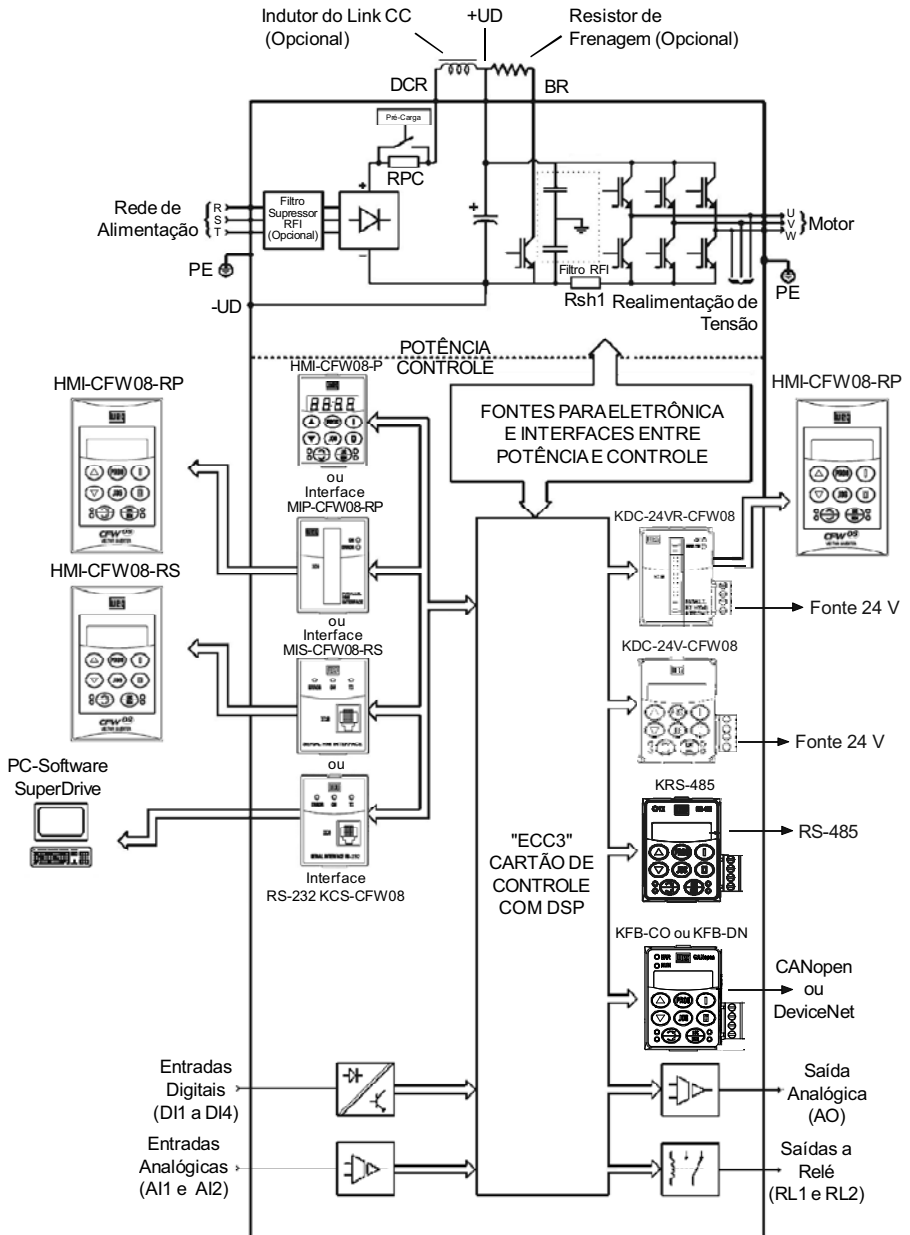 Indutor do Link CC
(Opcional)
+UD
Resistor de
Frenagem (Opcional)
DCR
BR
Pré-Carga
RPC
Rede de
Alimentação
R
S
T
Filtro
Supressor
RFI
(Opcional)
+
−
+
Filtro RFI
Rsh1
Realimentação de
Tensão
U
V
W
Motor
PE
PE
-UD
POTÊNCIA
CONTROLE
HMI-CFW08-RP
HMI-CFW08-P
ou
Interface
MIP-CFW08-RP
ou
Interface
MIS-CFW08-RS
ou
Interface
RS-232 KCS-CFW08
HMI-CFW08-RS
PC-Software
SuperDrive
FONTES PARA ELETRÔNICA
E INTERFACES ENTRE
POTÊNCIA E CONTROLE
HMI-CFW08-RP
KDC-24VR-CFW08
Fonte 24 V
KDC-24V-CFW08
Fonte 24 V
KRS-485
RS-485
"ECC3"
CARTÃO DE
CONTROLE
COM DSP
KFB-CO ou KFB-DN
CANopen
CANopen
ou
DeviceNet
Entradas
Digitais
(DI1 a DI4)
Entradas
Analógicas
(AI1 e AI2)
Saída
Analógica
(AO)
Saídas a
Relé
(RL1 e RL2)